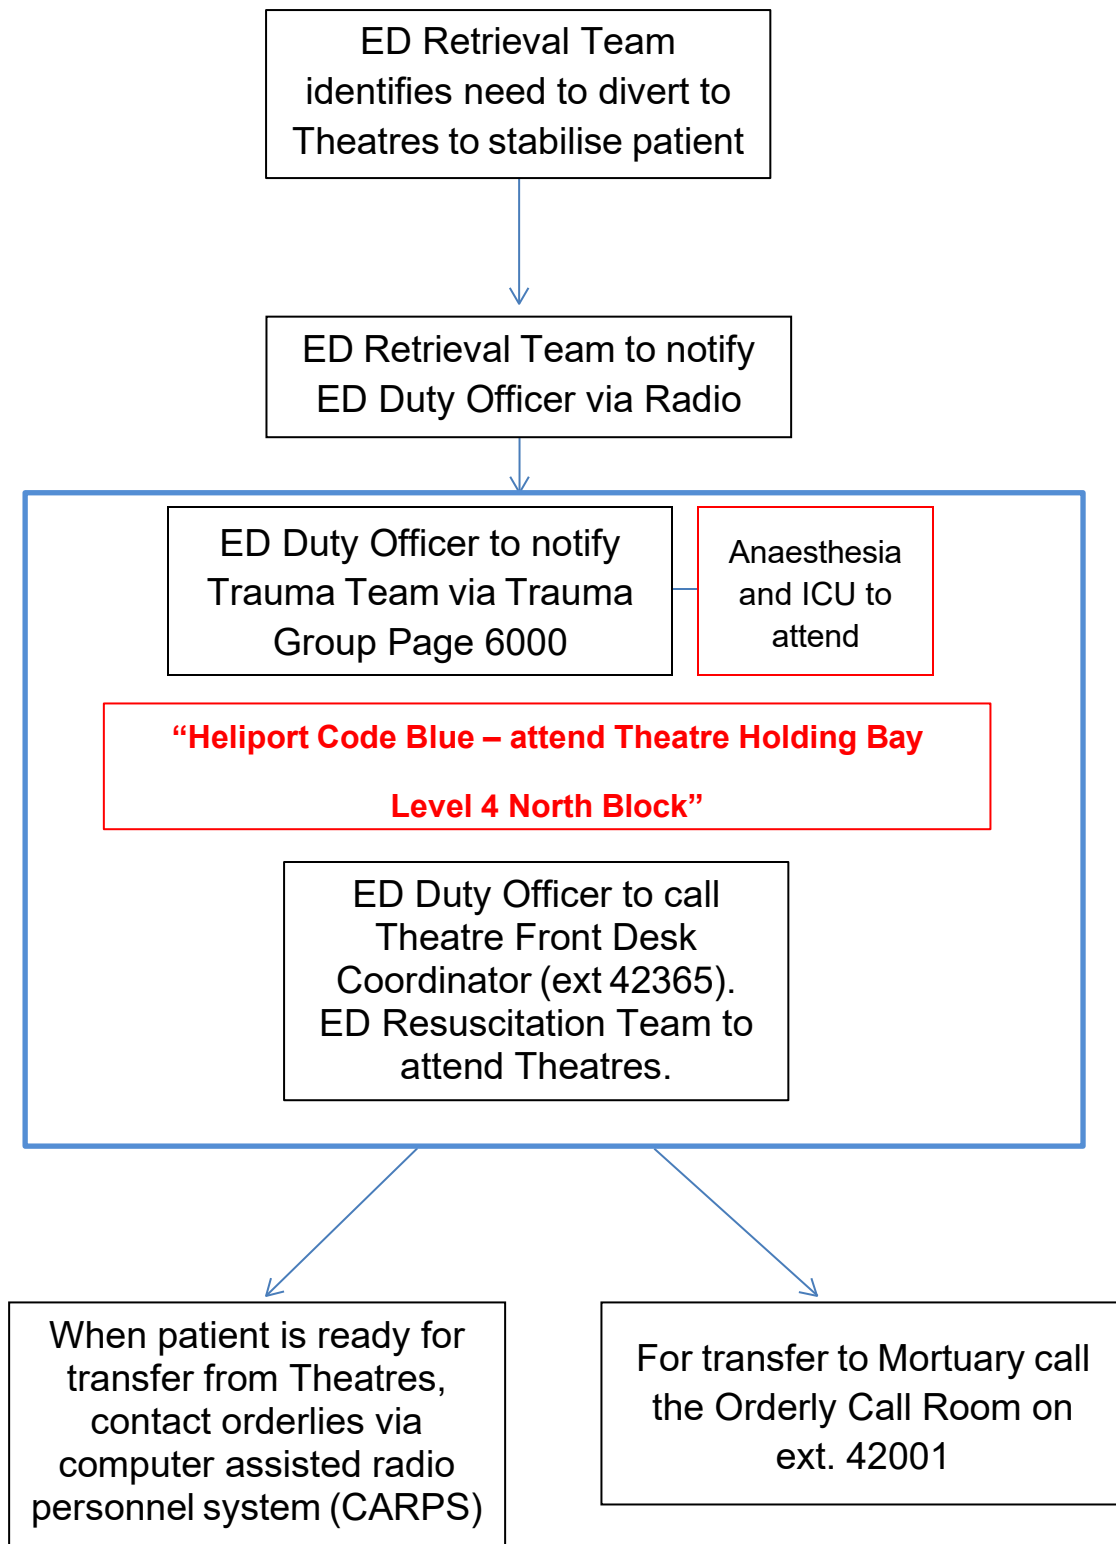 ED Retrieval Team
identifies need to divert to
Theatres to stabilise patient
ED Retrieval Team to notify
ED Duty Officer via Radio
ED Duty Officer to notify
Trauma Team via Trauma
Group Page 6000
Anaesthesia
and ICU to
attend
“Heliport Code Blue – attend Theatre Holding Bay
Level 4 North Block”
ED Duty Officer to call
Theatre Front Desk
Coordinator (ext 42365).
ED Resuscitation Team to
attend Theatres.
When patient is ready for
transfer from Theatres,
contact orderlies via
computer assisted radio
personnel system (CARPS)
For transfer to Mortuary call
the Orderly Call Room on
ext. 42001